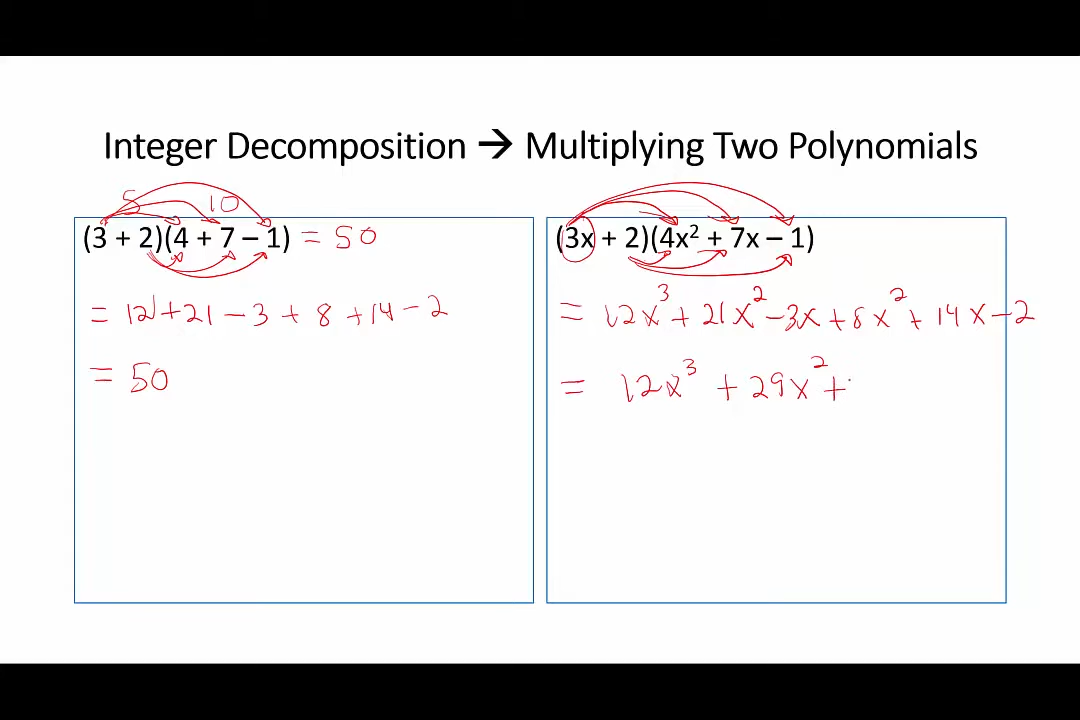 Integer Decomposition → Multiplying Two Polynomials
5 10
(3 + 2)(4 + 7 – 1) = 50
= 12 + 21 - 3 + 8 + 14 - 2
= 50
(3x + 2)(4x² + 7x – 1)
= 12x³ + 21x² - 3x + 8x² + 14x - 2
= 12x³ + 29x² +